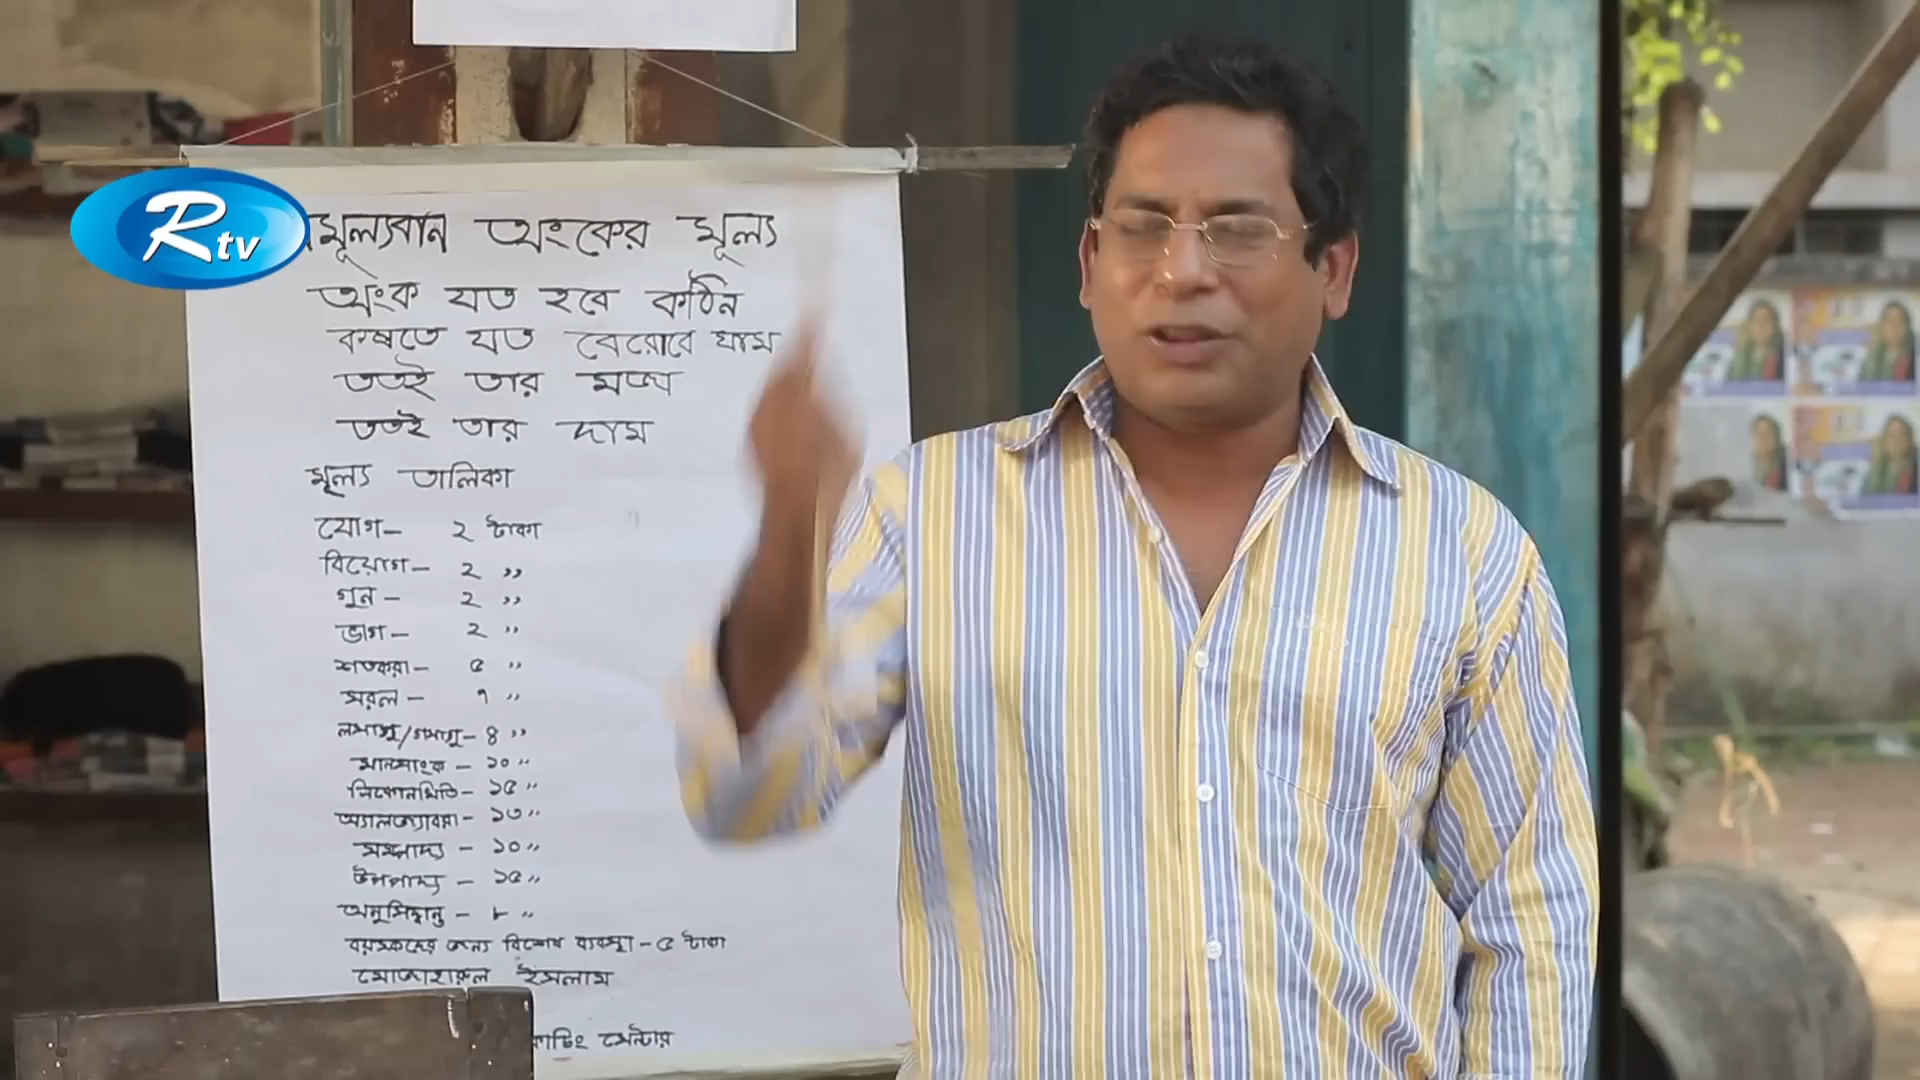 Rtv
মূল্যবান অংকের মূল্য
অংক যত হবে কঠিন
কষতে যত বেরোবে ঘাম
ততই তার মজা
ততই তার দাম
মূল্য তালিকা
যোগ- ২ টাকা
বিয়োগ- ২ ,,
গুন- ২ ,,
ভাগ- ২ ,,
শতকরা- ৫ ,,
সরল- ৭ ,,
লসাগু/গসাগু- ৪ ,,
মানসাংক - ১০ ,,
ত্রিকোনমিতি- ১৫ ,,
অ্যালজ্যাবরা- ১৩ ,,
সম্পাদ্য - ১০ ,,
উপপাদ্য - ১৫ ,,
অনুসিদ্ধান্ত - ৮ ,,
বয়স্কদের জন্য বিশেষ ব্যবস্থা - ৫ টাকা
মোজাহারুল ইসলাম
কোচিং সেন্টার